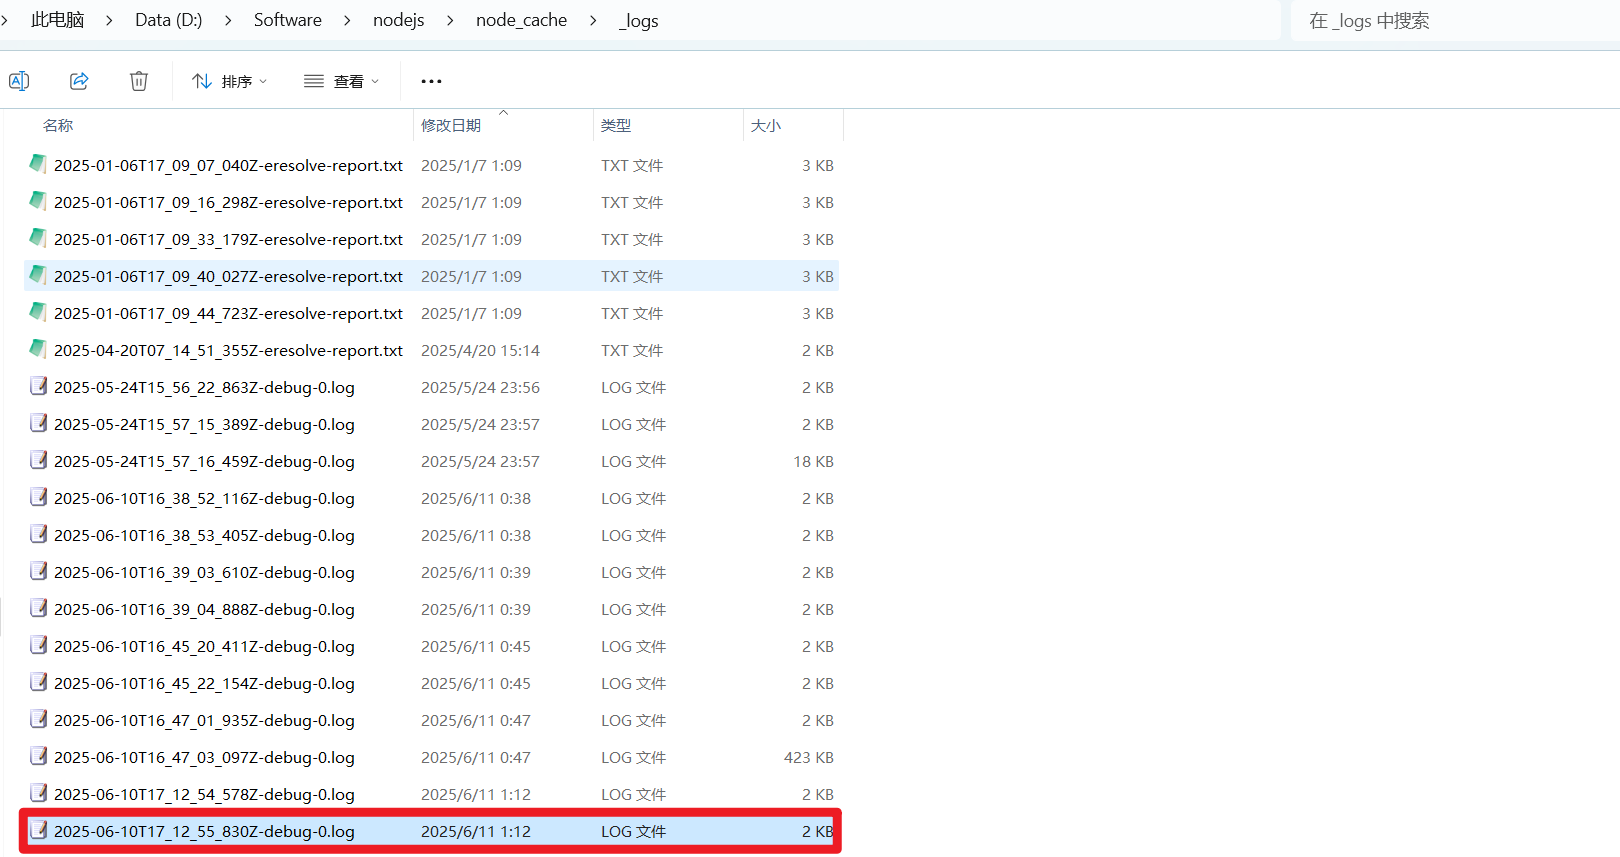 此电脑 > Data (D:) > Software > nodejs > node_cache > _logs 在 _logs 中搜索
排序 查看 ...
名称 修改日期 类型 大小
2025-01-06T17_09_07_040Z-eresolve-report.txt 2025/1/7 1:09 TXT 文件 3 KB
2025-01-06T17_09_16_298Z-eresolve-report.txt 2025/1/7 1:09 TXT 文件 3 KB
2025-01-06T17_09_33_179Z-eresolve-report.txt 2025/1/7 1:09 TXT 文件 3 KB
2025-01-06T17_09_40_027Z-eresolve-report.txt 2025/1/7 1:09 TXT 文件 3 KB
2025-01-06T17_09_44_723Z-eresolve-report.txt 2025/1/7 1:09 TXT 文件 3 KB
2025-04-20T07_14_51_355Z-eresolve-report.txt 2025/4/20 15:14 TXT 文件 2 KB
2025-05-24T15_56_22_863Z-debug-0.log 2025/5/24 23:56 LOG 文件 2 KB
2025-05-24T15_57_15_389Z-debug-0.log 2025/5/24 23:57 LOG 文件 2 KB
2025-05-24T15_57_16_459Z-debug-0.log 2025/5/24 23:57 LOG 文件 18 KB
2025-06-10T16_38_52_116Z-debug-0.log 2025/6/11 0:38 LOG 文件 2 KB
2025-06-10T16_38_53_405Z-debug-0.log 2025/6/11 0:38 LOG 文件 2 KB
2025-06-10T16_39_03_610Z-debug-0.log 2025/6/11 0:39 LOG 文件 2 KB
2025-06-10T16_39_04_888Z-debug-0.log 2025/6/11 0:39 LOG 文件 2 KB
2025-06-10T16_45_20_411Z-debug-0.log 2025/6/11 0:45 LOG 文件 2 KB
2025-06-10T16_45_22_154Z-debug-0.log 2025/6/11 0:45 LOG 文件 2 KB
2025-06-10T16_47_01_935Z-debug-0.log 2025/6/11 0:47 LOG 文件 2 KB
2025-06-10T16_47_03_097Z-debug-0.log 2025/6/11 0:47 LOG 文件 423 KB
2025-06-10T17_12_54_578Z-debug-0.log 2025/6/11 1:12 LOG 文件 2 KB
2025-06-10T17_12_55_830Z-debug-0.log 2025/6/11 1:12 LOG 文件 2 KB